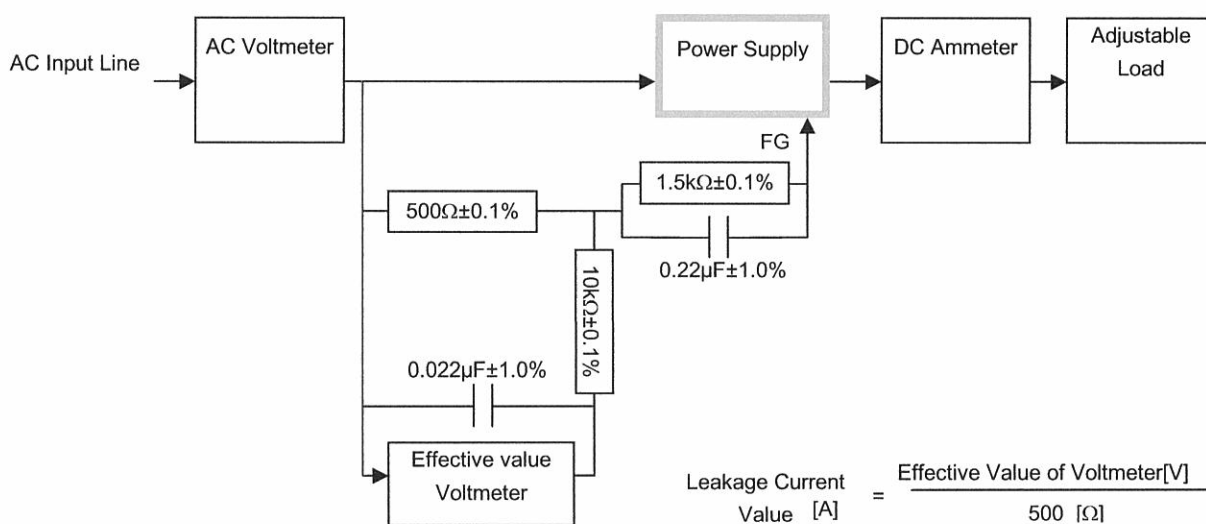 AC Input Line
AC Voltmeter
Power Supply
DC Ammeter
Adjustable
Load
FG
1.5kΩ±0.1%
500Ω±0.1%
0.22µF±1.0%
10kΩ±0.1%
0.022µF±1.0%
Effective value
Voltmeter
Leakage Current
Value [A]
=
Effective Value of Voltmeter[V]
500 [Ω]